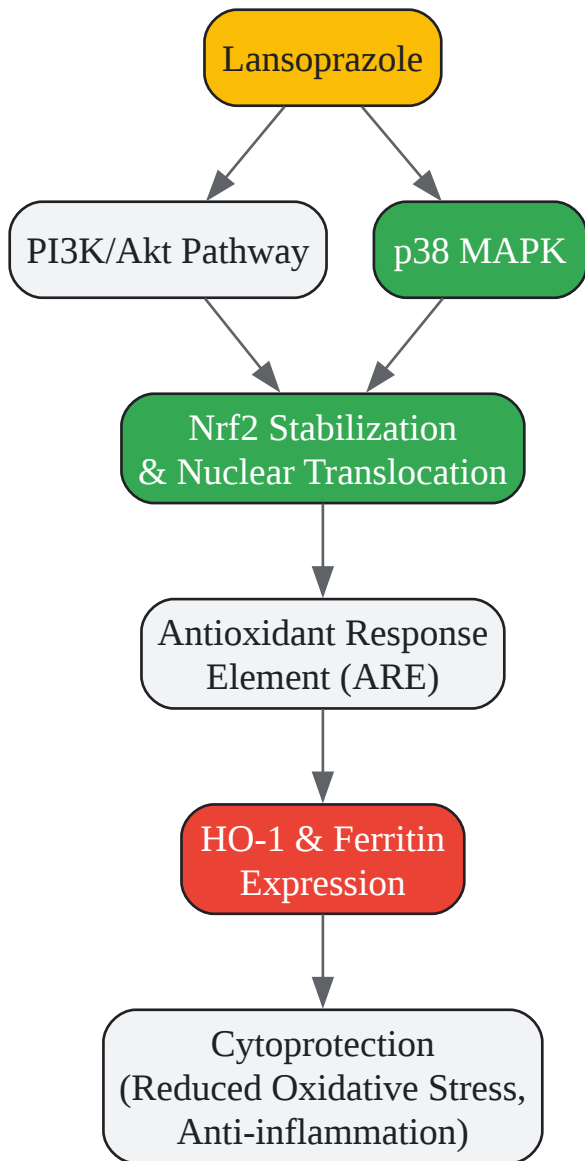 Lansoprazole
PI3K/Akt Pathway
p38 MAPK
Nrf2 Stabilization
& Nuclear Translocation
Antioxidant Response
Element (ARE)
HO-1 & Ferritin
Expression
Cytoprotection
(Reduced Oxidative Stress,
Anti-inflammation)